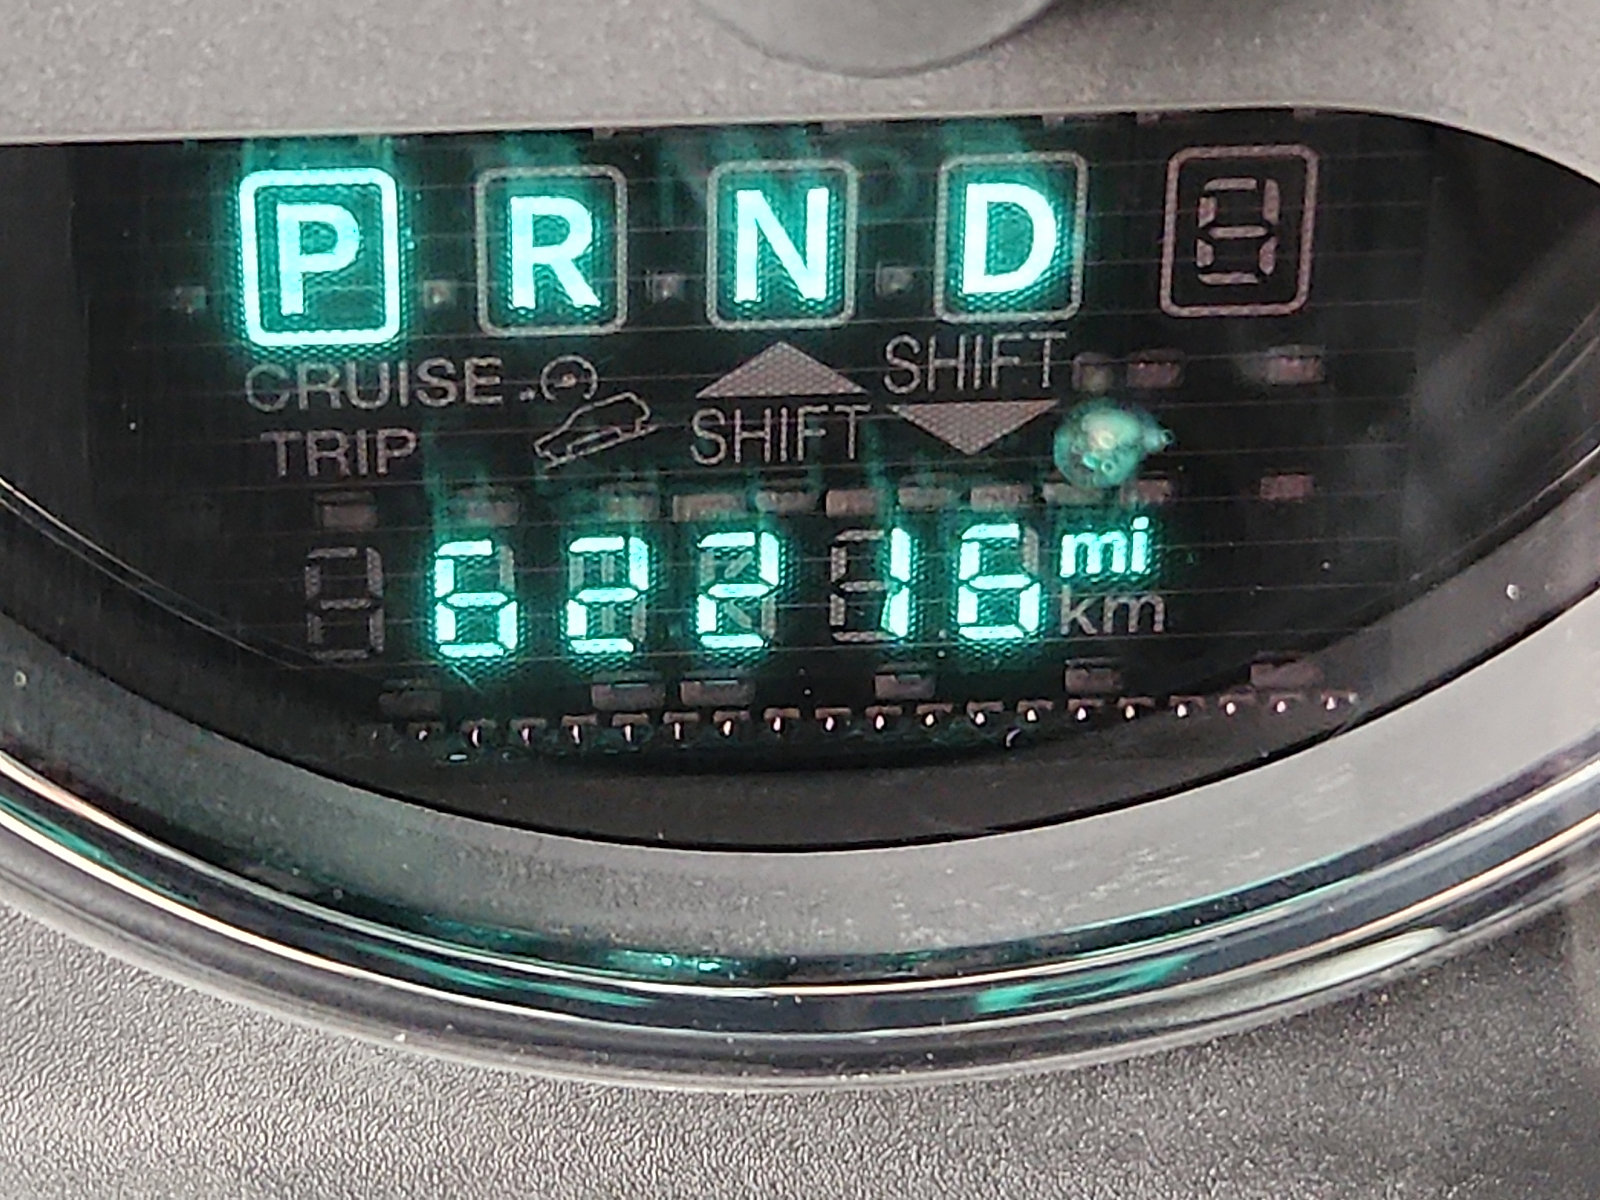 P R N D
CRUISE SHIFT
TRIP SHIFT
62216 mi
km